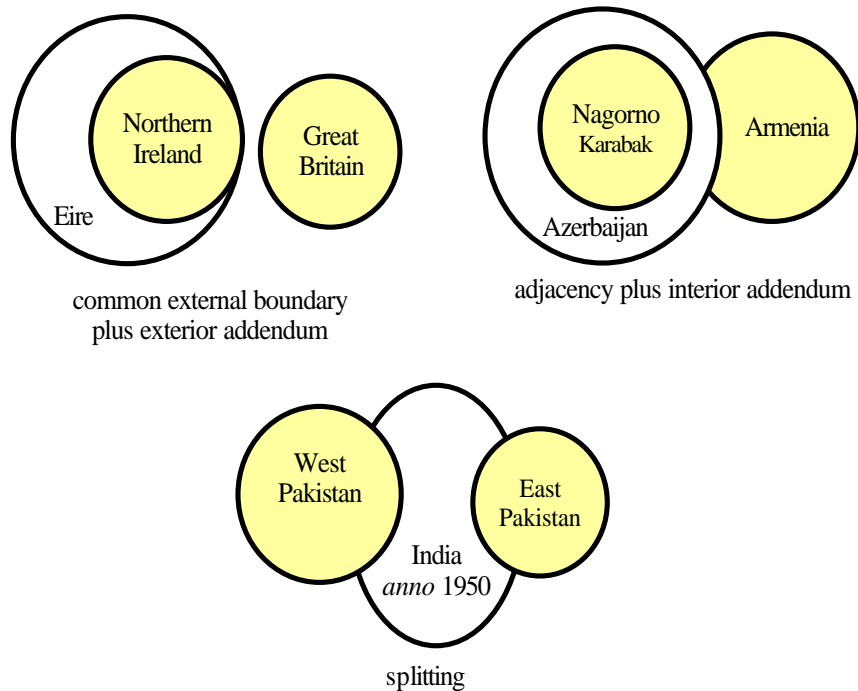 Northern
Ireland
Great
Britain
Eire
common external boundary
plus exterior addendum
Nagorno
Karabak
Armenia
Azerbaijan
adjacency plus interior addendum
West
Pakistan
East
Pakistan
India
anno 1950
splitting